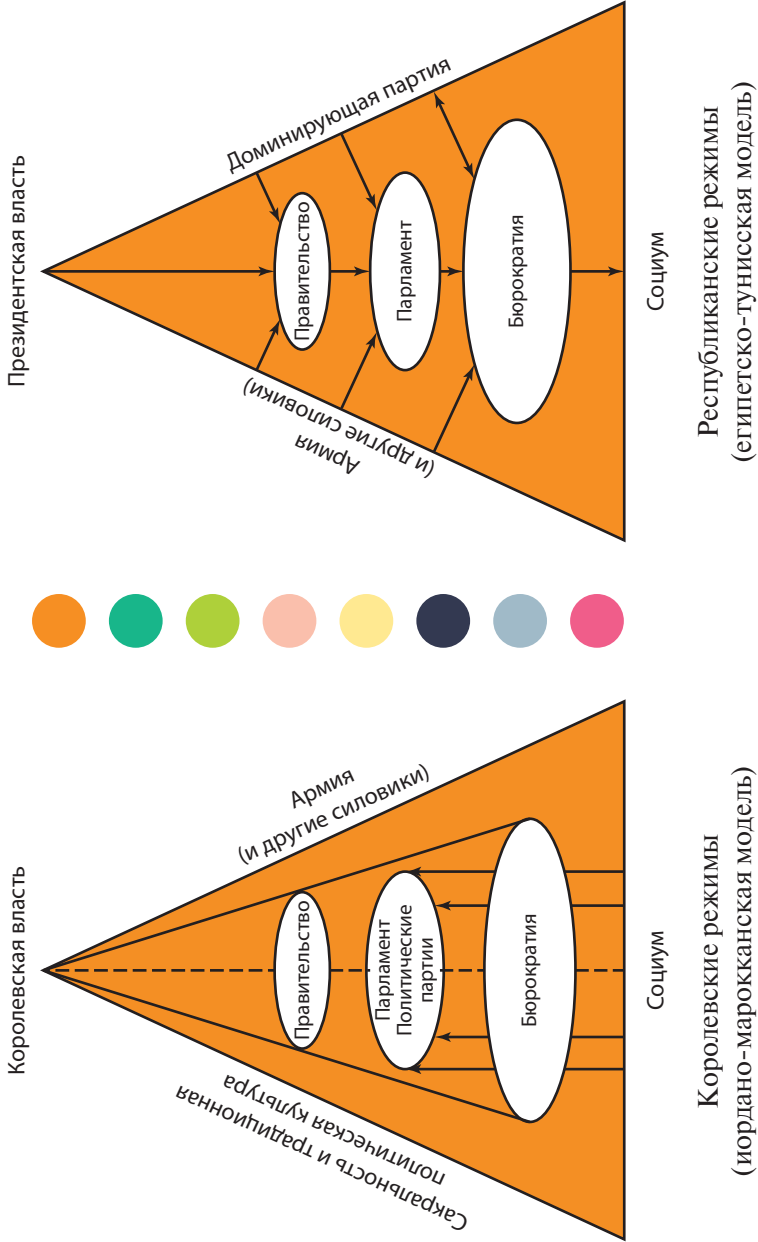 Королевская власть
Сакральность и традиционная
политическая культура
Армия
(и другие силовики)
Правительство
Парламент
Политические
партии
Бюрократия
Социум
Королевские режимы
(иордано-марокканская модель)
Президентская власть
Армия
(и другие силовики)
Доминирующая партия
Правительство
Парламент
Бюрократия
Социум
Республиканские режимы
(египетско-тунисская модель)